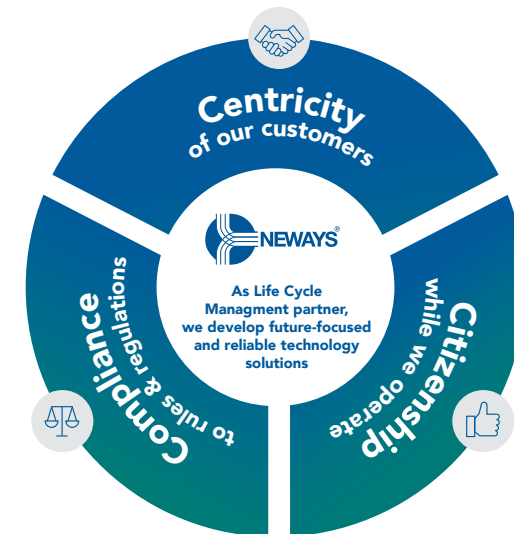 Centricity
of our customers
NEWAYS®
As Life Cycle
Managment partner,
we develop future-focused
and reliable technology
solutions
Citizenship
while we operate
Compliance
to rules & regulations